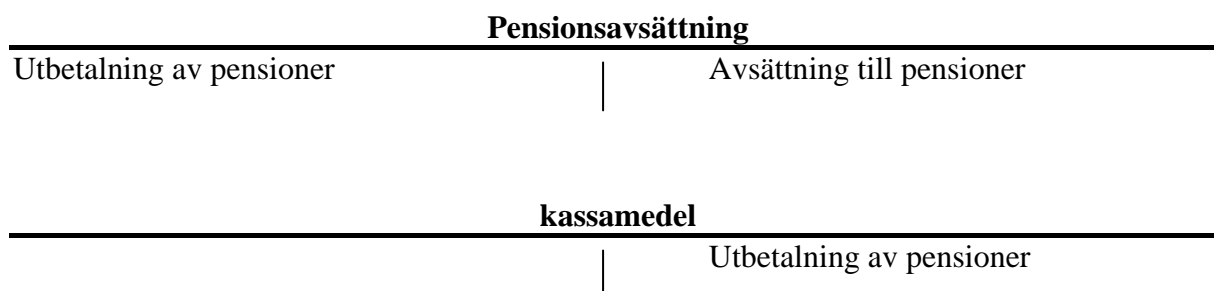 Pensionsavsättning
Utbetalning av pensioner Avsättning till pensioner
kassamedel
Utbetalning av pensioner